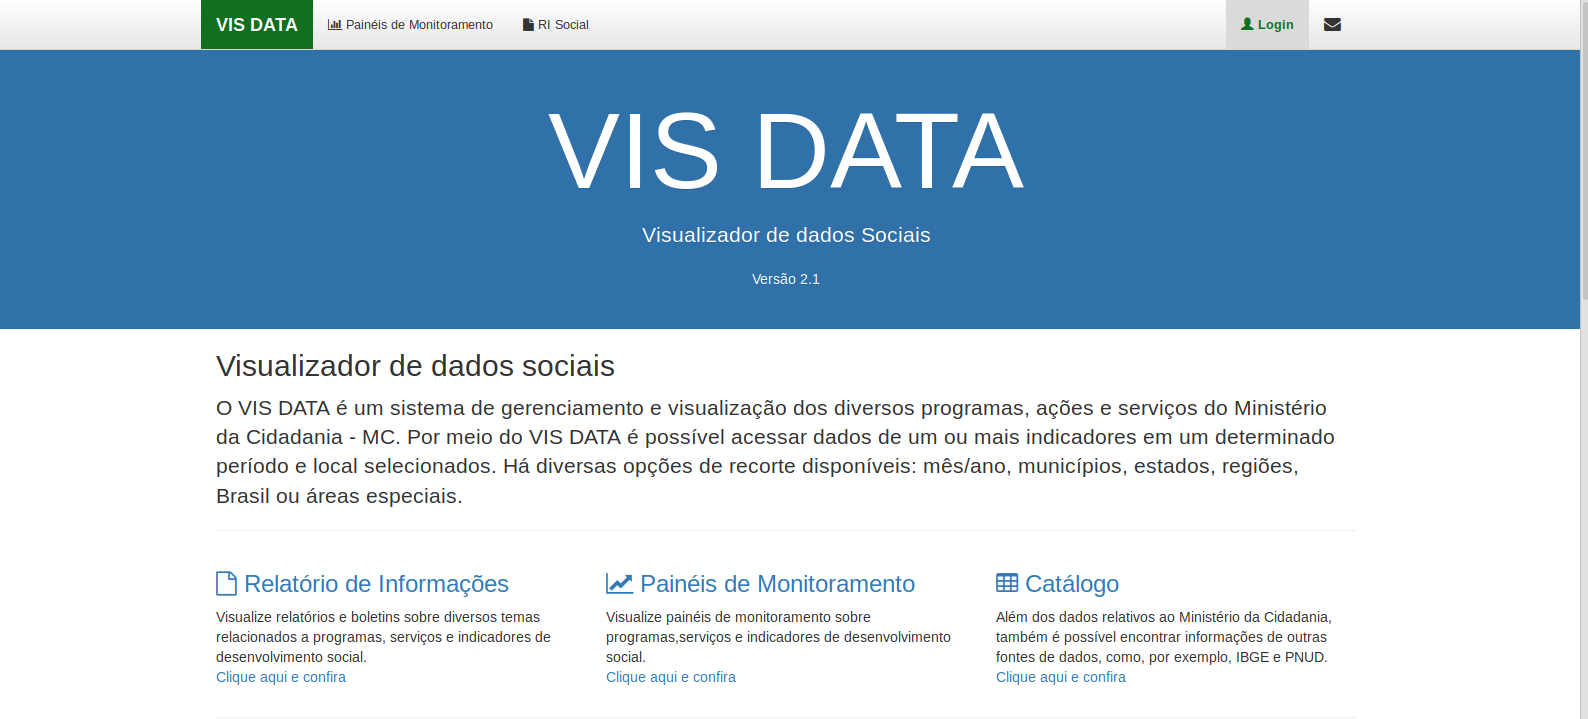 VIS DATA Painéis de Monitoramento RI Social Login
VIS DATA
Visualizador de dados Sociais
Versão 2.1
Visualizador de dados sociais
O VIS DATA é um sistema de gerenciamento e visualização dos diversos programas, ações e serviços do Ministério
da Cidadania - MC. Por meio do VIS DATA é possível acessar dados de um ou mais indicadores em um determinado
período e local selecionados. Há diversas opções de recorte disponíveis: mês/ano, municípios, estados, regiões,
Brasil ou áreas especiais.
Relatório de Informações
Visualize relatórios e boletins sobre diversos temas
relacionados a programas, serviços e indicadores de
desenvolvimento social.
Clique aqui e confira
Painéis de Monitoramento
Visualize painéis de monitoramento sobre
programas,serviços e indicadores de desenvolvimento
social.
Clique aqui e confira
Catálogo
Além dos dados relativos ao Ministério da Cidadania,
também é possível encontrar informações de outras
fontes de dados, como, por exemplo, IBGE e PNUD.
Clique aqui e confira